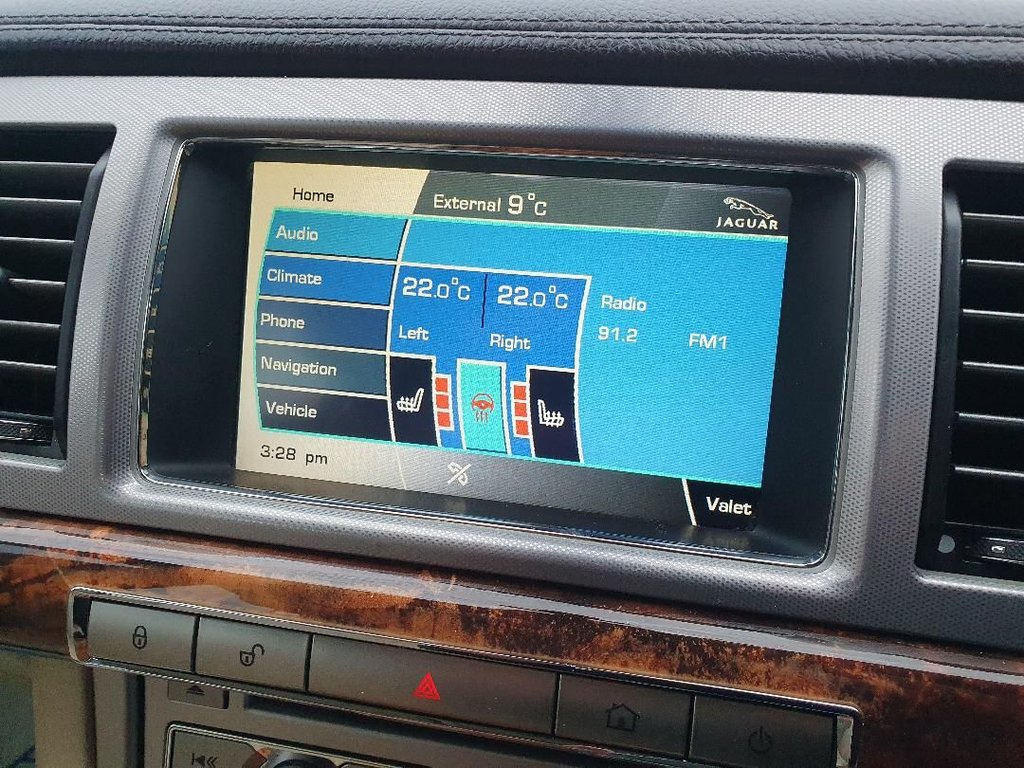 Home
External 9°C
JAGUAR
Audio
Climate
Phone
Navigation
Vehicle
22.0°C 22.0°C
Left Right
Radio
91.2 FM1
3:28 pm
Valet